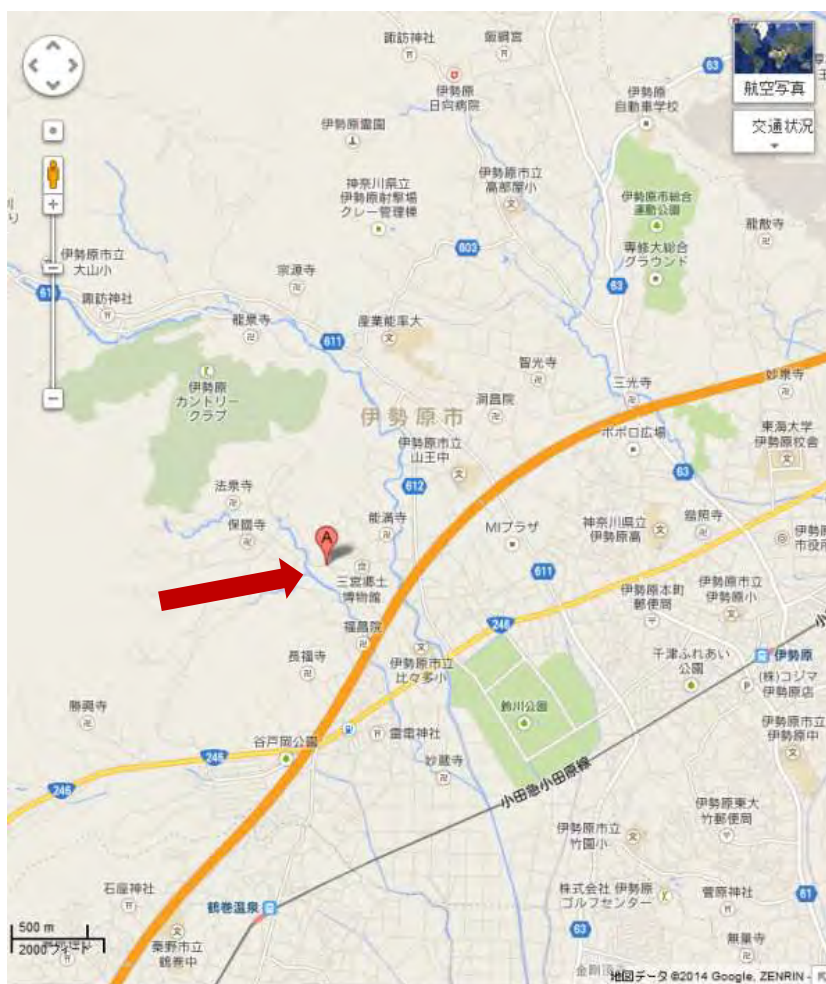 諏訪神社
飯綱宮
63
航空写真
交通状況
伊勢原
日向病院
伊勢原
自動車学校
伊勢原霊園
神奈川県立
伊勢原射撃場
クレー管理棟
伊勢原市立
高部屋小
伊勢原市総合
運動公園
龍散寺
専修大総合
グラウンド
603
63
伊勢原市立
大山小
宗源寺
61
諏訪神社
龍泉寺
産業能率大
611
智光寺
伊勢原
カントリー
クラブ
三光寺
妙泉寺
洞昌院
伊勢原市
ポポロ広場
東海大学
伊勢原校舎
伊勢原市立
山王中
63
612
法泉寺
保國寺
能満寺
A
MIプラザ
神奈川県立
伊勢原高
伊勢原
市役所
三宮郷土
博物館
611
伊勢原本町
郵便局
伊勢原市立
伊勢原小
福昌院
246
長福寺
伊勢原市立
比々多小
千津ふれあい
公園
伊勢原
(株)コジマ
伊勢原店
勝興寺
鈴川公園
伊勢原市立
伊勢原中
谷戸岡公園
雷電神社
246
妙蔵寺
246
小田急小田原線
伊勢原東大
竹郵便局
伊勢原市立
竹園小
石座神社
鶴巻温泉
株式会社 伊勢原
ゴルフセンター
菅原神社
61
500 m
2000 フィート
秦野市立
鶴巻中
63
無量寺
地図データ ©2014 Google, ZENRIN -